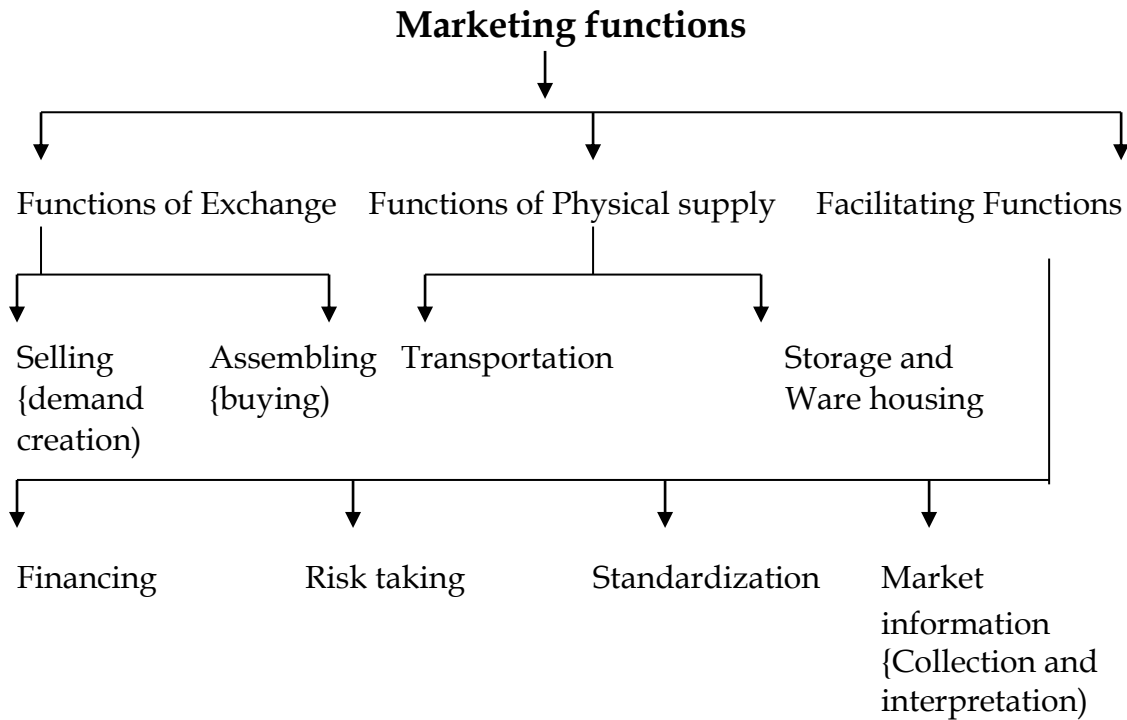 Marketing functions
Functions of Exchange
Functions of Physical supply
Facilitating Functions
Selling
{demand
creation)
Assembling
{buying)
Transportation
Storage and
Ware housing
Financing
Risk taking
Standardization
Market
information
{Collection and
interpretation)